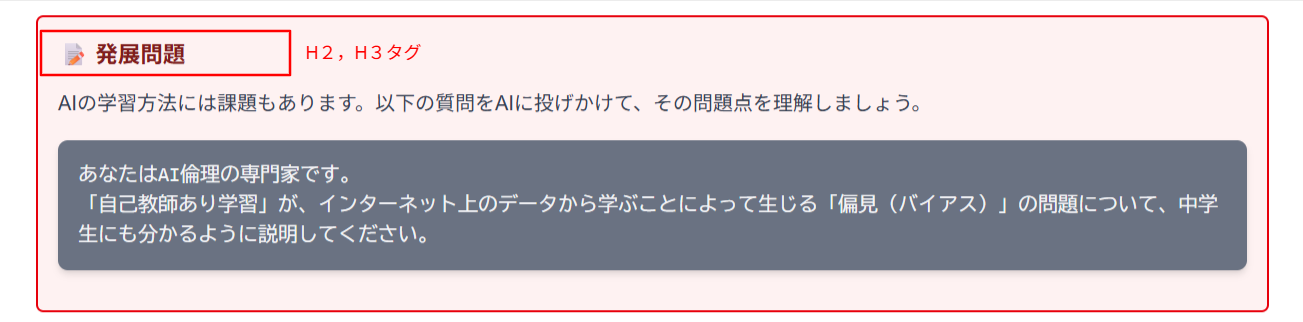 📝 発展問題
H2，H3タグ
AIの学習方法には課題もあります。以下の質問をAIに投げかけて、その問題点を理解しましょう。
あなたはAI倫理の専門家です。
「自己教師あり学習」が、インターネット上のデータから学ぶことによって生じる「偏見（バイアス）」の問題について、中学
生にも分かるように説明してください。